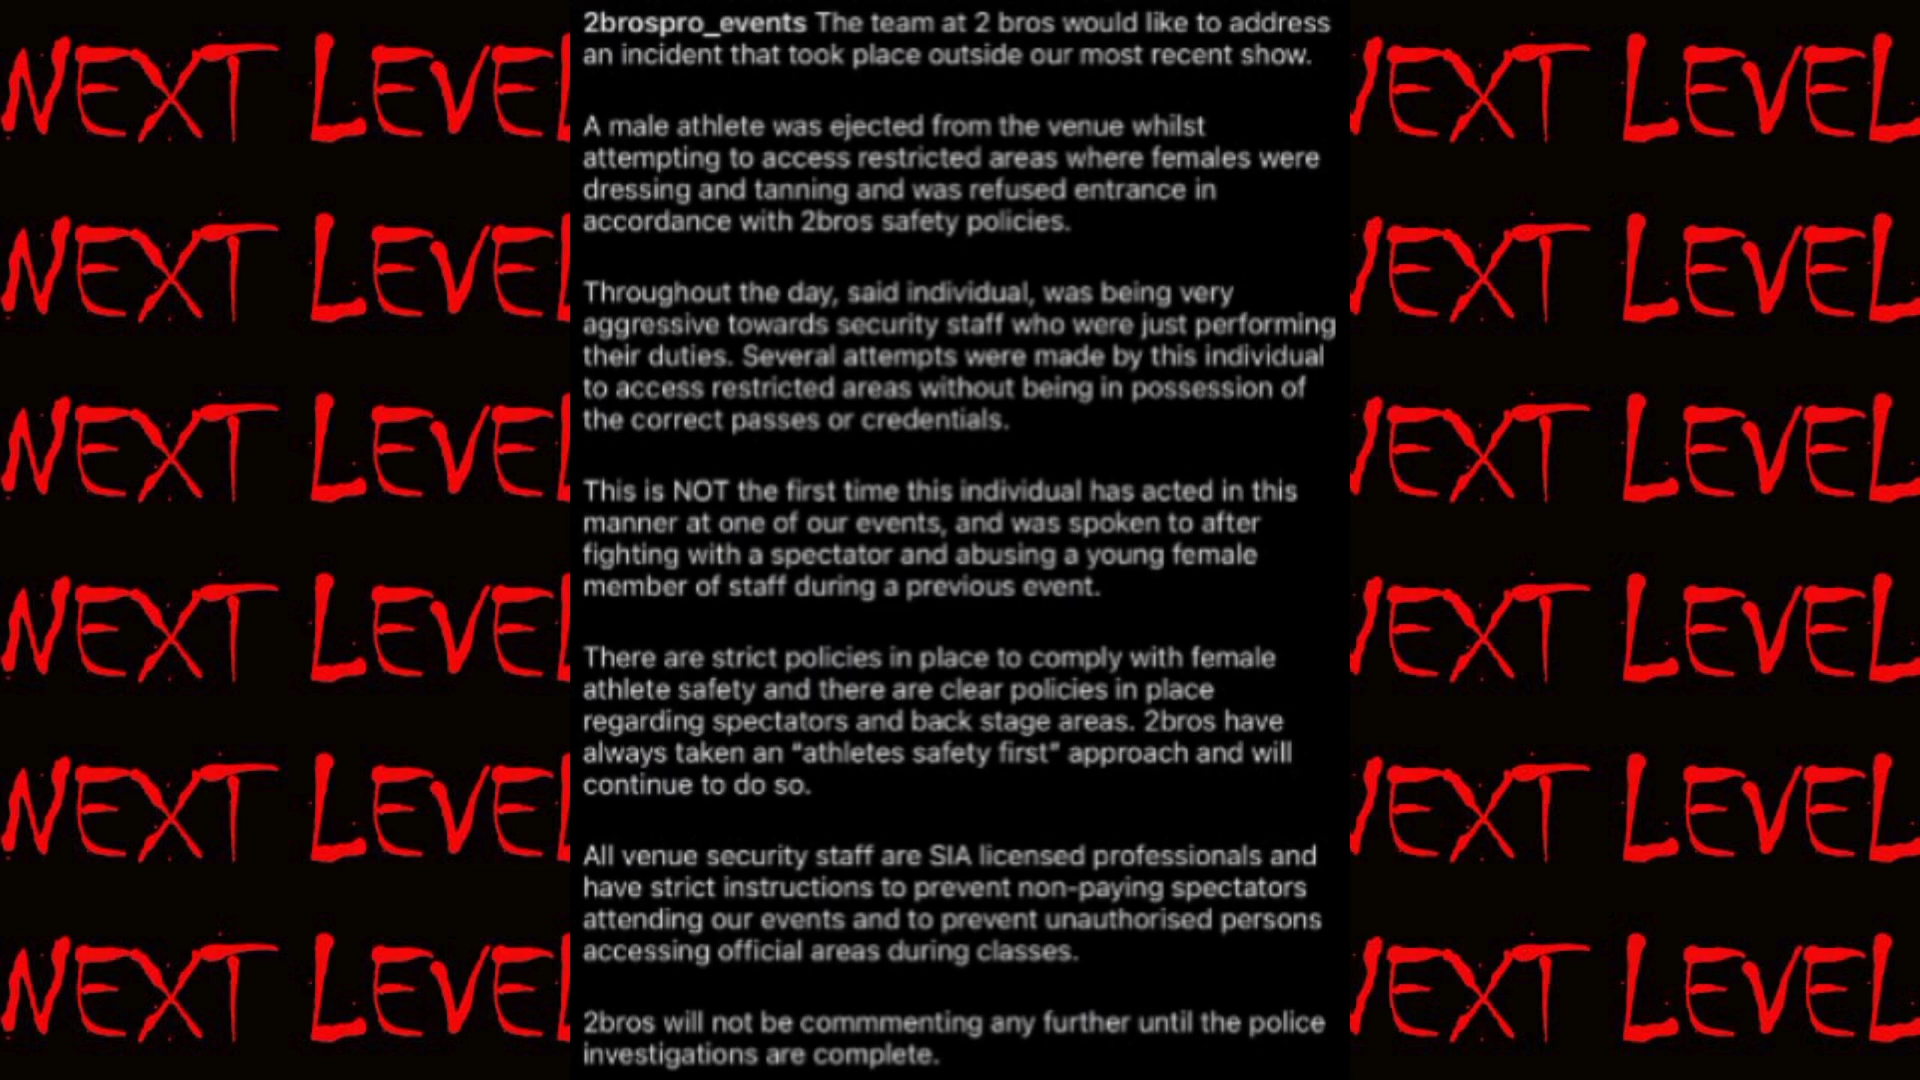 NEXT LEVEL
NEXT LEVEL
NEXT LEVEL
NEXT LEVEL
NEXT LEVEL
NEXT LEVEL
2brospro_events The team at 2 bros would like to address
an incident that took place outside our most recent show.
A male athlete was ejected from the venue whilst
attempting to access restricted areas where females were
dressing and tanning and was refused entrance in
accordance with 2bros safety policies.
Throughout the day, said individual, was being very
aggressive towards security staff who were just performing
their duties. Several attempts were made by this individual
to access restricted areas without being in possession of
the correct passes or credentials.
This is NOT the first time this individual has acted in this
manner at one of our events, and was spoken to after
fighting with a spectator and abusing a young female
member of staff during a previous event.
There are strict policies in place to comply with female
athlete safety and there are clear policies in place
regarding spectators and back stage areas. 2bros have
always taken an "athletes safety first" approach and will
continue to do so.
All venue security staff are SIA licensed professionals and
have strict instructions to prevent non-paying spectators
attending our events and to prevent unauthorised persons
accessing official areas during classes.
2bros will not be commmenting any further until the police
investigations are complete.
NEXT LEVEL
NEXT LEVEL
NEXT LEVEL
NEXT LEVEL
NEXT LEVEL
NEXT LEVEL